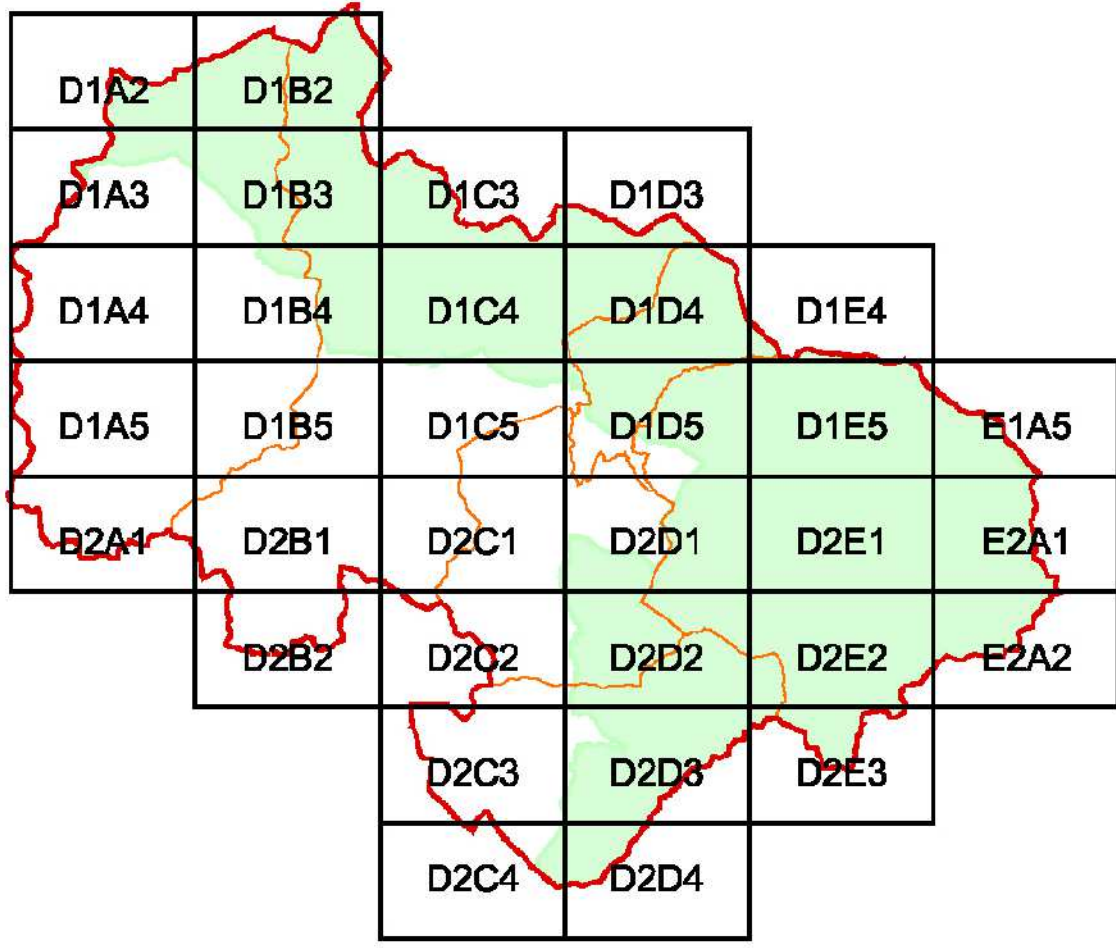 D1A2 D1B2
D1A3 D1B3 D1C3 D1D3
D1A4 D1B4 D1C4 D1D4 D1E4
D1A5 D1B5 D1C5 D1D5 D1E5 E1A5
D2A1 D2B1 D2C1 D2D1 D2E1 E2A1
D2B2 D2C2 D2D2 D2E2 E2A2
D2C3 D2D3 D2E3
D2C4 D2D4